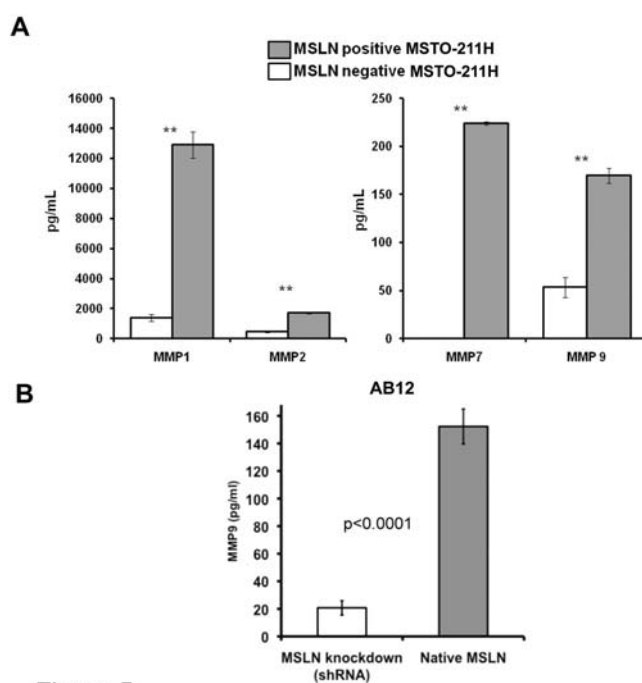 A
MSLN positive MSTO-211H
MSLN negative MSTO-211H
16000
14000
12000
10000
8000
6000
4000
2000
0
pg/mL
**
**
MMP1 MMP2
250
200
150
100
50
0
pg/mL
**
**
MMP7 MMP 9
B
AB12
160
140
120
100
80
60
40
20
0
MMP9 (pg/ml)
p<0.0001
MSLN knockdown Native MSLN
(shRNA)